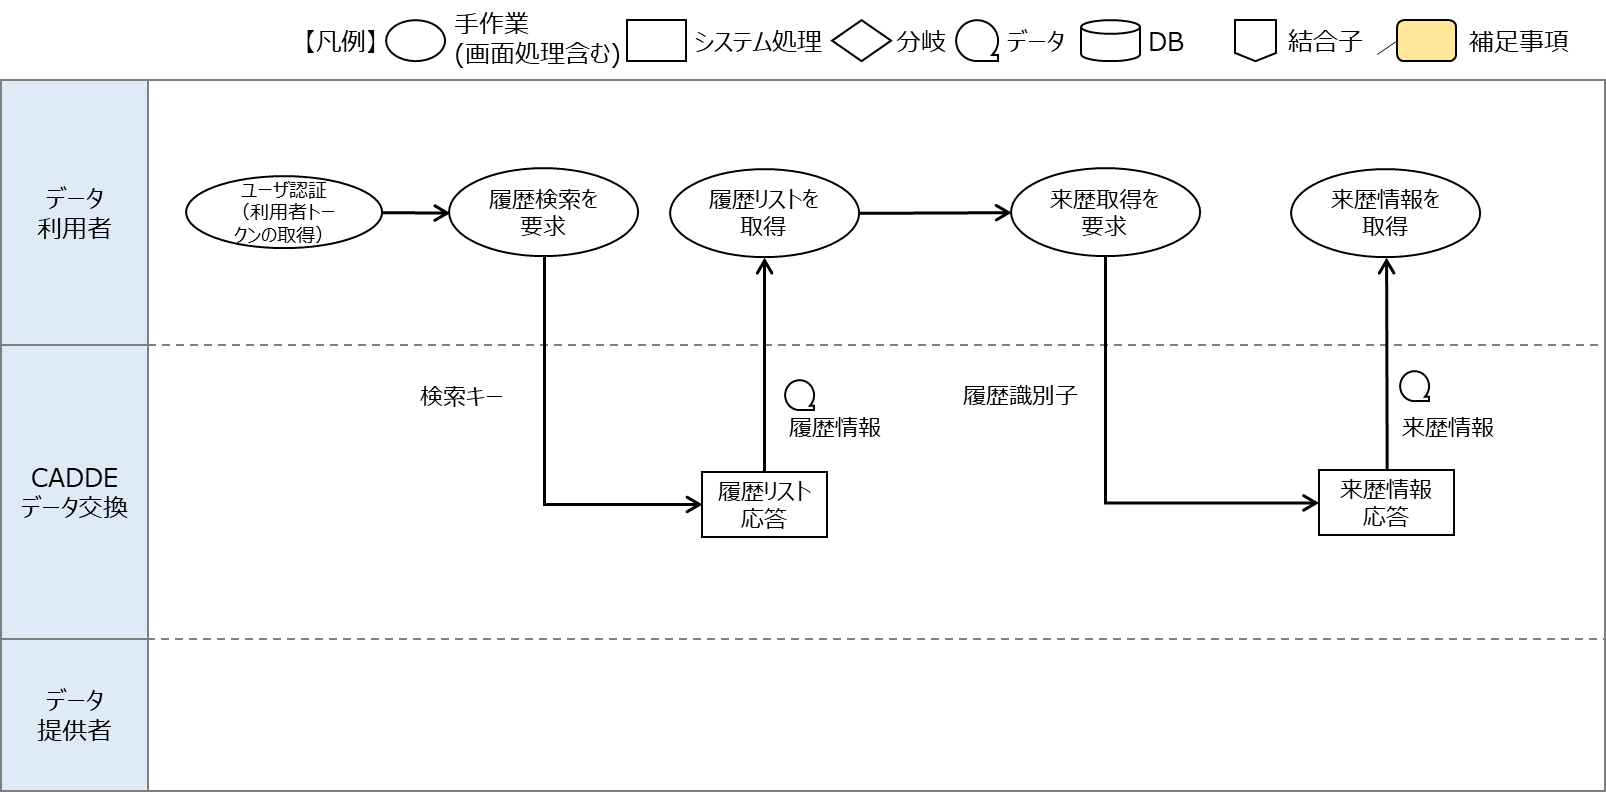 【凡例】
手作業
(画面処理含む)
システム処理
分岐
データ
DB
結合子
補足事項
データ
利用者
ユーザ認証
（利用者トー
クンの取得）
履歴検索を
要求
履歴リストを
取得
来歴取得を
要求
来歴情報を
取得
CADDE
データ交換
検索キー
履歴情報
履歴リスト
応答
履歴識別子
来歴情報
来歴情報
応答
データ
提供者